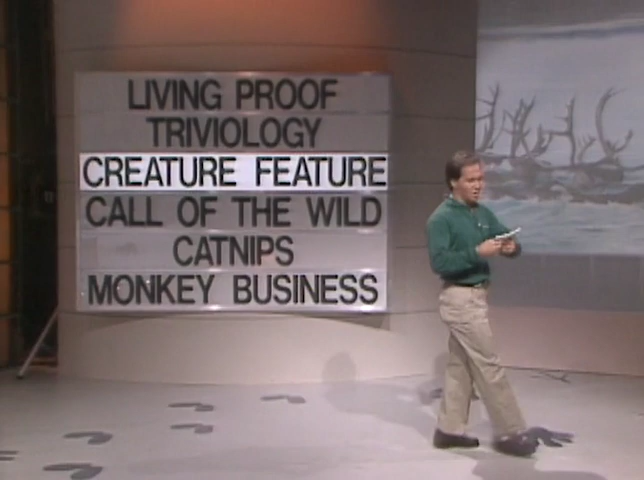 LIVING PROOF
TRIVIOLOGY
CREATURE FEATURE
CALL OF THE WILD
CATNIPS
MONKEY BUSINESS